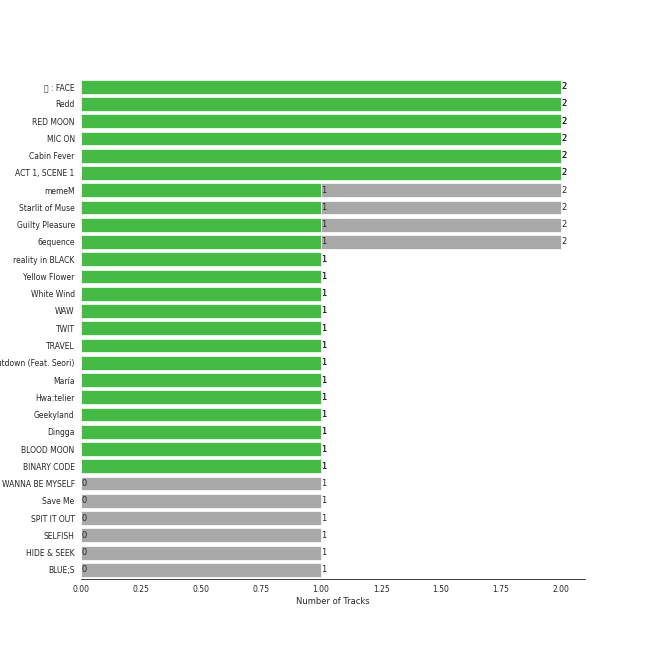 : FACE 2
Redd 2
RED MOON 2
MIC ON 2
Cabin Fever 2
ACT 1, SCENE 1 2
memeM 1 2
Starlit of Muse 1 2
Guilty Pleasure 1 2
6equence 1 2
reality in BLACK 1
Yellow Flower 1
White Wind 1
WAW 1
TWIT 1
TRAVEL 1
tdown (Feat. Seori) 1
María 1
Hwa:telier 1
Geekyland 1
Dingga 1
BLOOD MOON 1
BINARY CODE 1
WANNA BE MYSELF 0 1
Save Me 0 1
SPIT IT OUT 0 1
SELFISH 0 1
HIDE & SEEK 0 1
BLUE;S 0 1
0.00 0.25 0.50 0.75 1.00 1.25 1.50 1.75 2.00
Number of Tracks